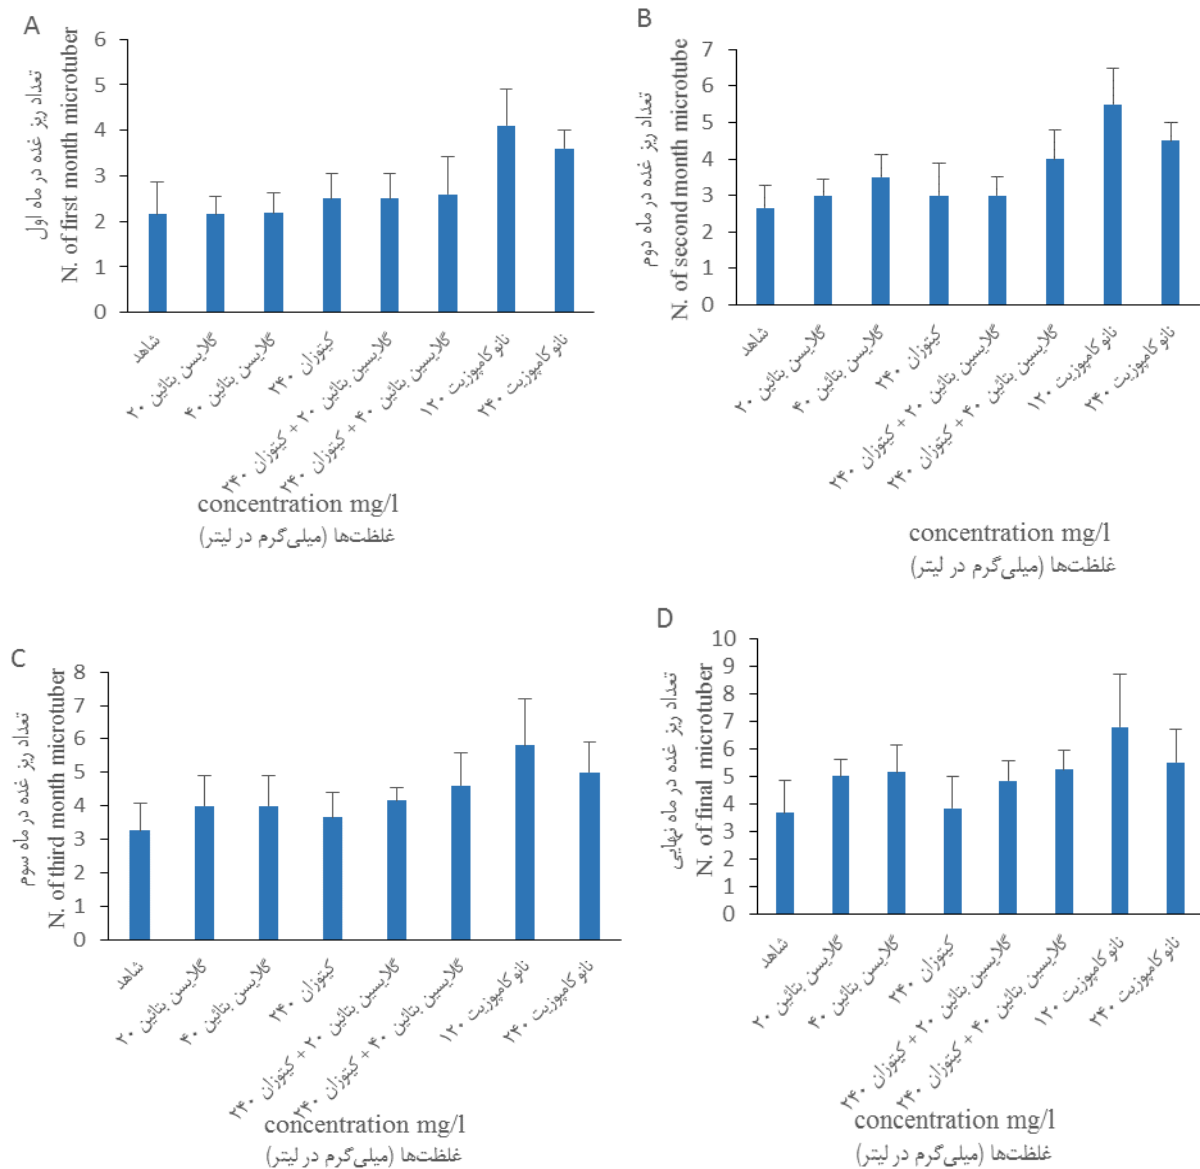 A
تعداد ریز غده در ماه اول
N. of first month microtuber
6
5
4
3
2
1
0
شاهد
گلایسن بتائین ۲۰
گلایسن بتائین ۴۰
کیتوزان ۲۴۰
گلایسین بتائین ۲۰ + کیتوزان ۲۴۰
گلایسین بتائین ۴۰ + کیتوزان ۲۴۰
نانو کامپوزیت ۱۲۰
نانو کامپوزیت ۲۴۰
concentration mg/l
غلظت‌ها (میلی‌گرم در لیتر)
B
تعداد ریز غده در ماه دوم
N. of second month microtube
7
6
5
4
3
2
1
0
شاهد
گلایسن بتائین ۲۰
گلایسن بتائین ۴۰
کیتوزان ۲۴۰
گلایسین بتائین ۲۰ + کیتوزان ۲۴۰
گلایسین بتائین ۴۰ + کیتوزان ۲۴۰
نانو کامپوزیت ۱۲۰
نانو کامپوزیت ۲۴۰
concentration mg/l
غلظت‌ها (میلی‌گرم در لیتر)
C
تعداد ریز غده در ماه سوم
N. of third month microtuber
8
7
6
5
4
3
2
1
0
شاهد
گلایسن بتائین ۲۰
گلایسن بتائین ۴۰
کیتوزان ۲۴۰
گلایسین بتائین ۲۰ + کیتوزان ۲۴۰
گلایسین بتائین ۴۰ + کیتوزان ۲۴۰
نانو کامپوزیت ۱۲۰
نانو کامپوزیت ۲۴۰
concentration mg/l
غلظت‌ها (میلی‌گرم در لیتر)
D
تعداد ریز غده در ماه نهایی
N. of final microtuber
10
9
8
7
6
5
4
3
2
1
0
شاهد
گلایسن بتائین ۲۰
گلایسن بتائین ۴۰
کیتوزان ۲۴۰
گلایسین بتائین ۲۰ + کیتوزان ۲۴۰
گلایسین بتائین ۴۰ + کیتوزان ۲۴۰
نانو کامپوزیت ۱۲۰
نانو کامپوزیت ۲۴۰
concentration mg/l
غلظت‌ها (میلی‌گرم در لیتر)